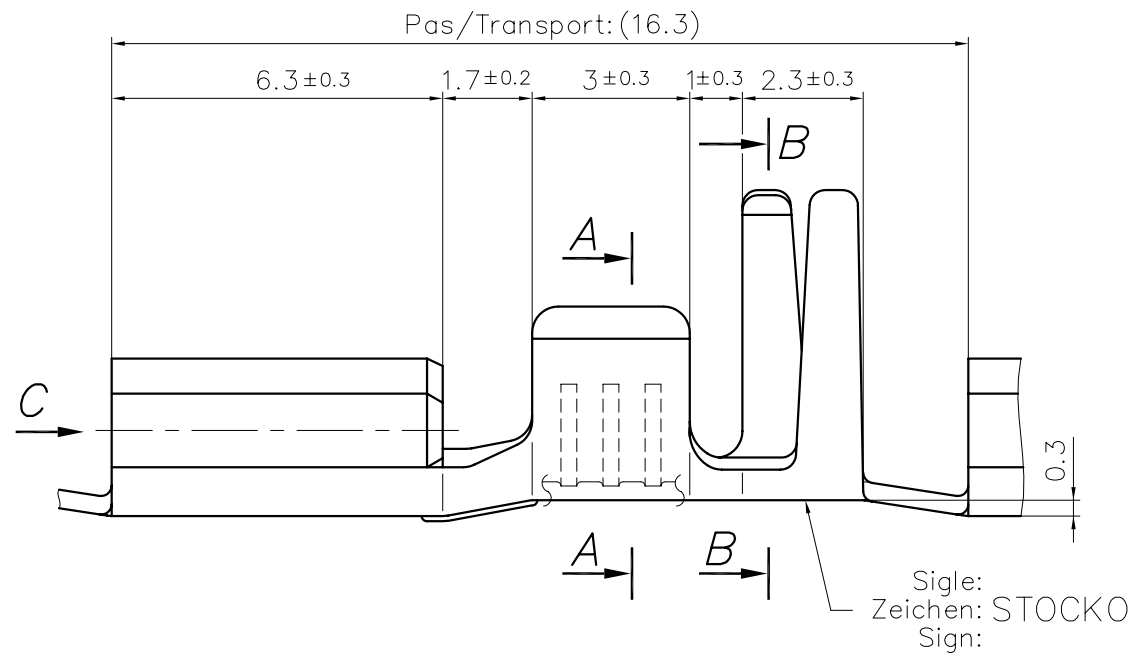 Pas/Transport:(16.3)
6.3±0.3
1.7±0.2
3±0.3
1±0.3
2.3±0.3
B
A
C
0.3
A
B
Sigle:
Zeichen: STOCKO
Sign: